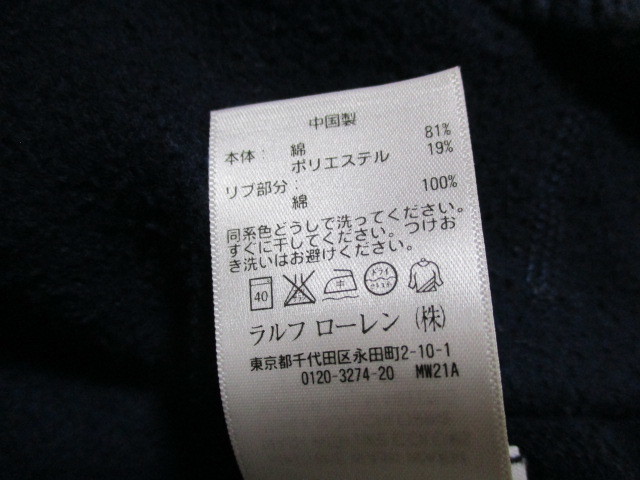 中国製
本体: 綿 81%
ポリエステル 19%
リブ部分:
綿 100%
同系色どうしで洗ってください。
すぐに干してください。つけお
き洗いはお避けください。
40 中 ドライ
ラルフ ローレン (株)
東京都千代田区永田町2-10-1
0120-3274-20 MW21A